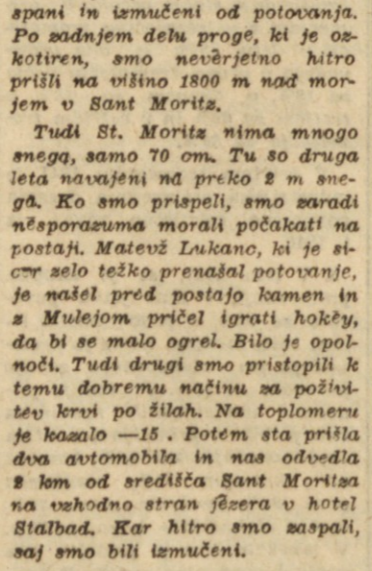 spani in izmučeni od potovanja.
Po zadnjem delu proge, ki je oz-
kotiren, smo neverjetno hitro
prišli na višino 1800 m nad mor-
jem v Sant Moritz.
Tudi St. Moritz nima mnogo
snega, samo 70 cm. Tu so druga
leta navajeni na preko 2 m sne-
ga. Ko smo prispeli, smo zaradi
nesporazuma morali počakati na
postaji. Matevž Lukanc, ki je si-
cer zelo težko prenašal potovanje,
je našel pred postajo kamen in
z Mulejom pričel igrati hokey,
da bi se malo ogrel. Bilo je opol-
noči. Tudi drugi smo pristopili k
temu dobremu načinu za poživi-
tev krvi po žilah. Na toplomeru
je kazalo —15 . Potem sta prišla
dva avtomobila in nas odvedla
2 km od središča Sant Moritza
na vzhodno stran jezera v hotel
Stalbad. Kar hitro smo zaspali,
saj smo bili izmučeni.